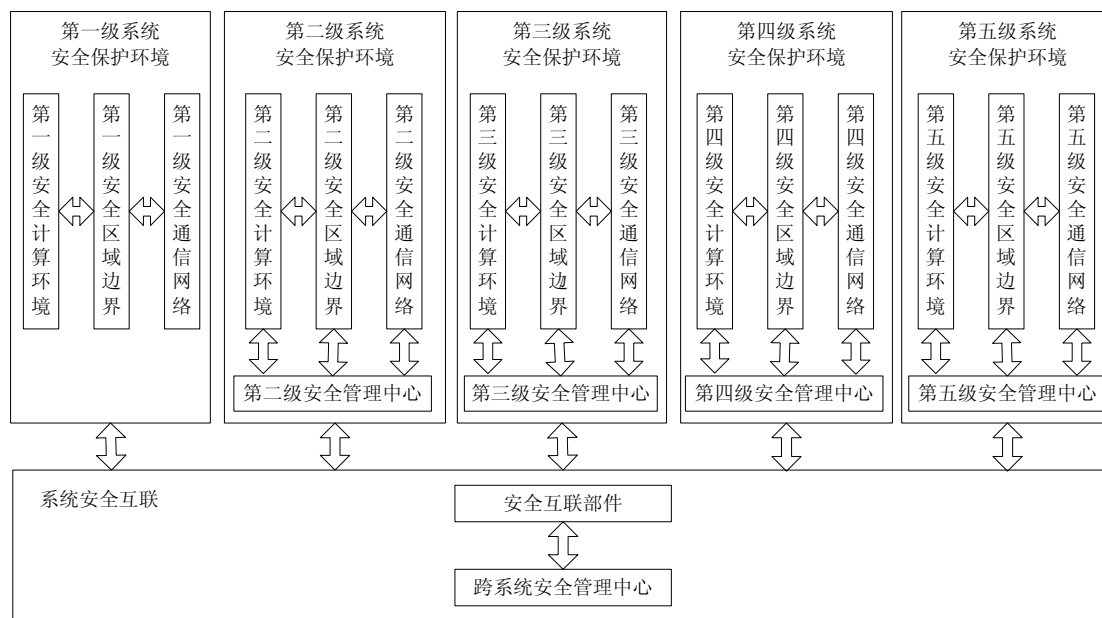 第一级系统
安全保护环境
第一级安全计算环境
第一级安全区域边界
第一级安全通信网络
第二级系统
安全保护环境
第二级安全计算环境
第二级安全区域边界
第二级安全通信网络
第二级安全管理中心
第三级系统
安全保护环境
第三级安全计算环境
第三级安全区域边界
第三级安全通信网络
第三级安全管理中心
第四级系统
安全保护环境
第四级安全计算环境
第四级安全区域边界
第四级安全通信网络
第四级安全管理中心
第五级系统
安全保护环境
第五级安全计算环境
第五级安全区域边界
第五级安全通信网络
第五级安全管理中心
系统安全互联
安全互联部件
跨系统安全管理中心